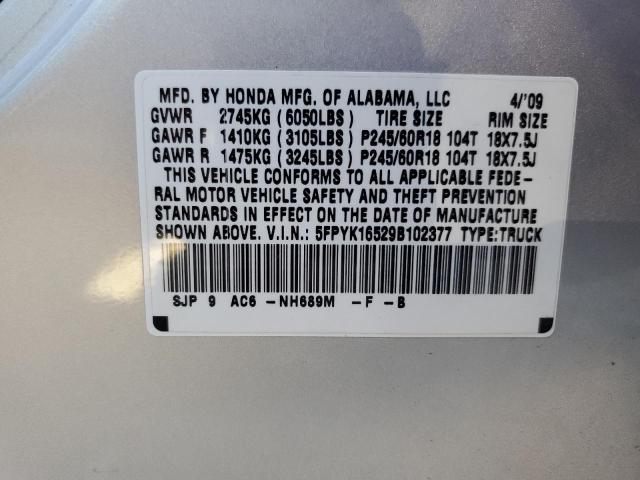 MFD. BY HONDA MFG. OF ALABAMA, LLC 4/'09
GVWR 2745KG (6050LBS) TIRE SIZE RIM SIZE
GAWR F 1410KG (3105LBS) P245/60R18 104T 18X7.5J
GAWR R 1475KG (3245LBS) P245/60R18 104T 18X7.5J
THIS VEHICLE CONFORMS TO ALL APPLICABLE FEDE-
RAL MOTOR VEHICLE SAFETY AND THEFT PREVENTION
STANDARDS IN EFFECT ON THE DATE OF MANUFACTURE
SHOWN ABOVE. V.I.N.: 5FPYK16529B102377 TYPE:TRUCK
SJP 9 AC6 -NH689M -F -B